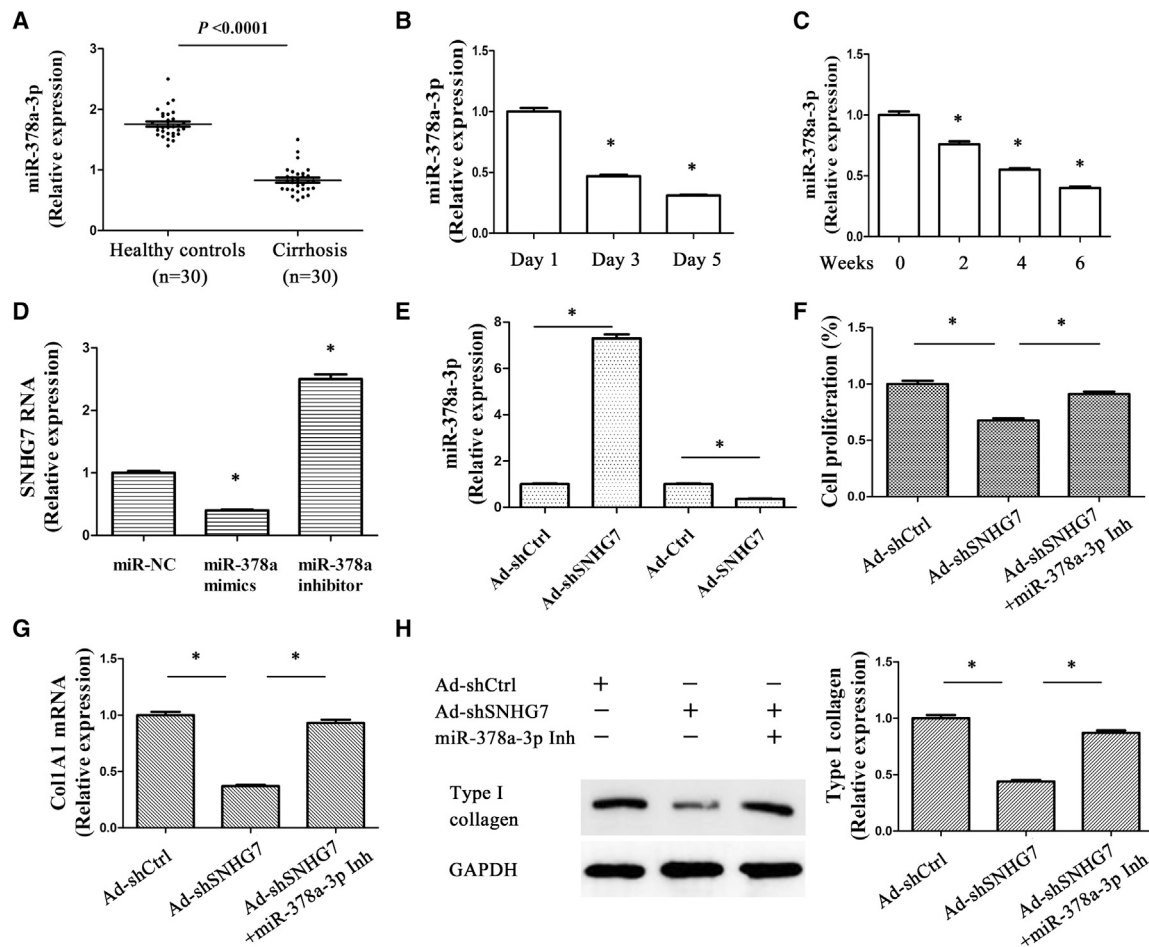 A
P <0.0001
miR-378a-3p
(Relative expression)
3
2
1
0
Healthy controls
(n=30)
Cirrhosis
(n=30)
B
miR-378a-3p
(Relative expression)
1.5
1.0
0.5
0.0
* *
Day 1 Day 3 Day 5
C
miR-378a-3p
(Relative expression)
1.5
1.0
0.5
0.0
* * *
Weeks 0 2 4 6
D
SNHG7 RNA
(Relative expression)
3
2
1
0
* *
miR-NC
miR-378a
mimics
miR-378a
inhibitor
E
miR-378a-3p
(Relative expression)
8
6
4
2
0
* *
Ad-shCtrl
Ad-shSNHG7
Ad-Ctrl
Ad-SNHG7
F
Cell proliferation (%)
1.5
1.0
0.5
0.0
* *
Ad-shCtrl
Ad-shSNHG7
Ad-shSNHG7
+miR-378a-3p Inh
G
Col1A1 mRNA
(Relative expression)
1.5
1.0
0.5
0.0
* *
Ad-shCtrl
Ad-shSNHG7
Ad-shSNHG7
+miR-378a-3p Inh
H
Ad-shCtrl + − −
Ad-shSNHG7 − + +
miR-378a-3p Inh − − +
Type I
collagen
GAPDH
Type I collagen
(Relative expression)
1.5
1.0
0.5
0.0
* *
Ad-shCtrl
Ad-shSNHG7
Ad-shSNHG7
+miR-378a-3p Inh